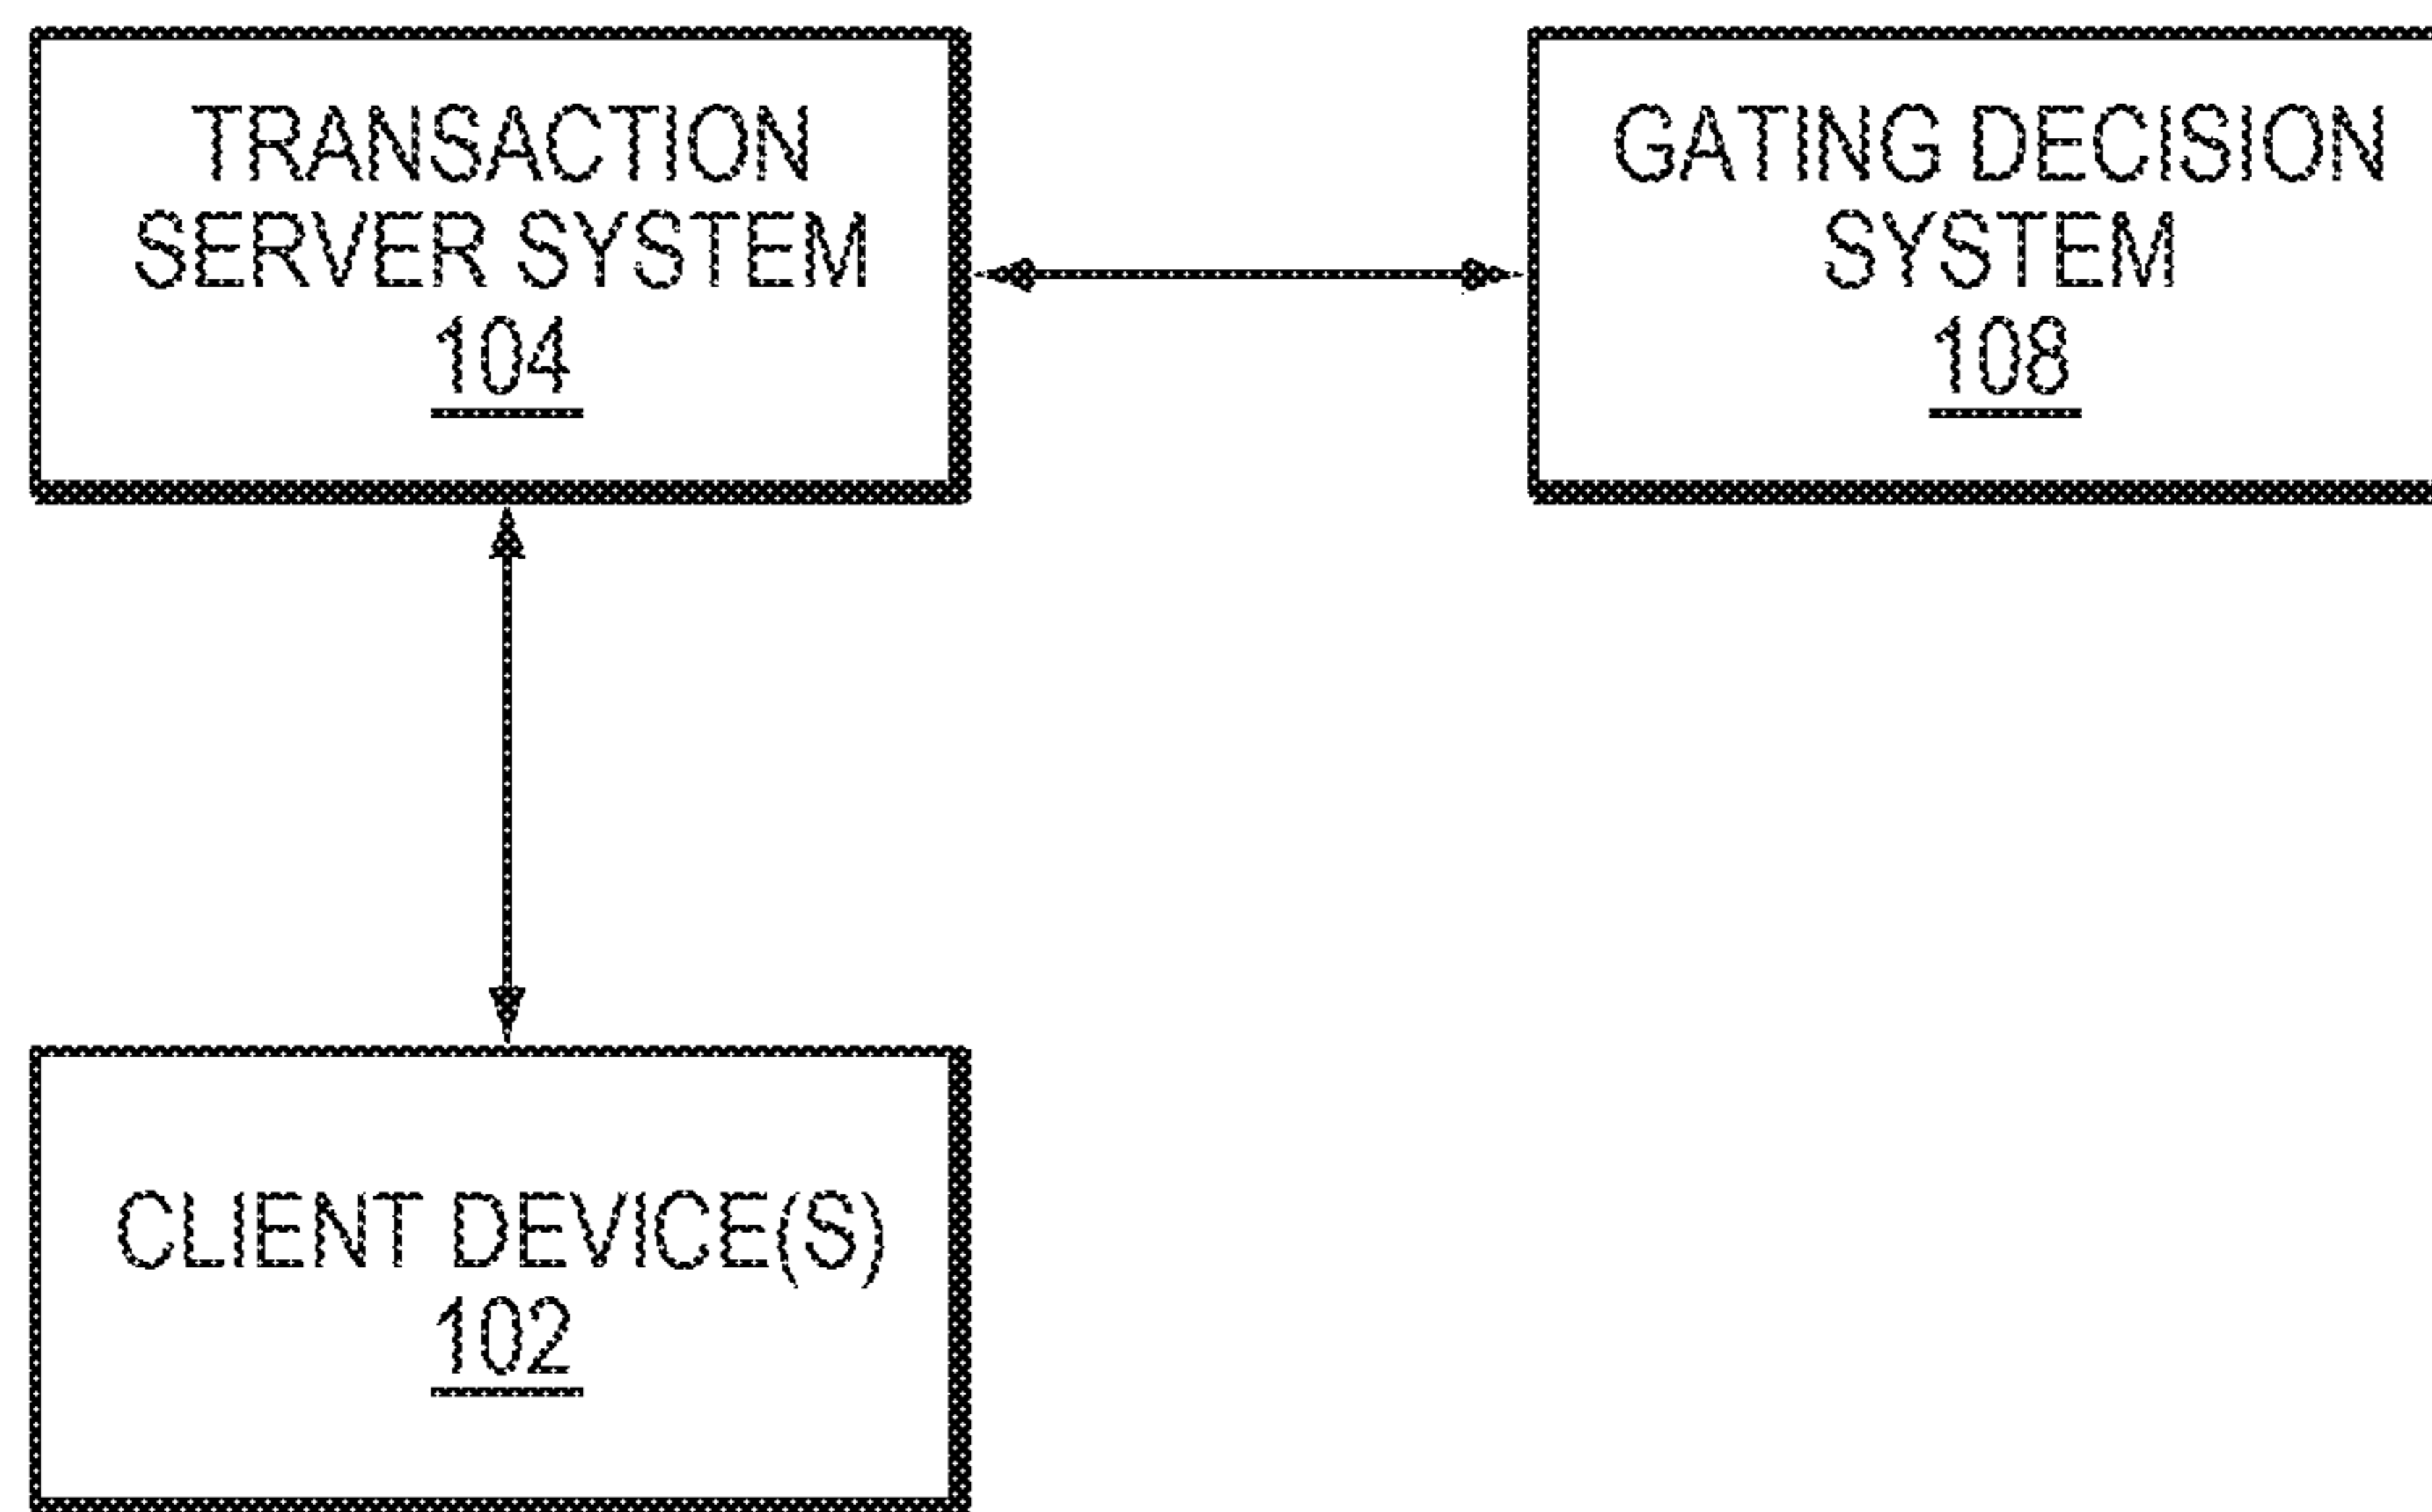 TRANSACTION
SERVER SYSTEM
104
GATING DECISION
SYSTEM
108
CLIENT DEVICE(S)
102